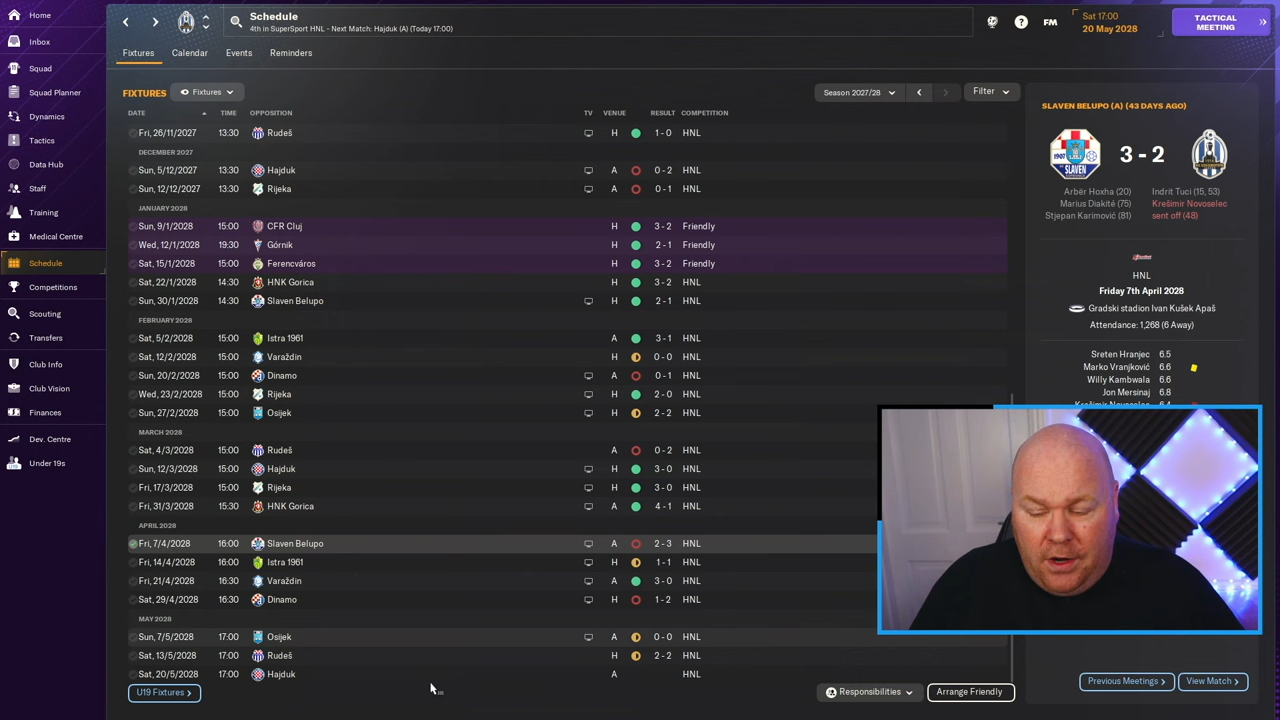 Home
Inbox
Squad
Squad Planner
Dynamics
Tactics
Data Hub
Staff
Training
Medical Centre
Schedule
Competitions
Scouting
Transfers
Club Info
Club Vision
Finances
Dev. Centre
Under 19s
Schedule
4th in SuperSport HNL - Next Match: Hajduk (A) (Today 17:00)
FM
Sat 17:00
20 May 2028
TACTICAL MEETING
Fixtures Calendar Events Reminders
FIXTURES Fixtures Season 2027/28 Filter
DATE TIME OPPOSITION TV VENUE RESULT COMPETITION
Fri, 26/11/2027 13:30 Rudeš H 1 - 0 HNL
DECEMBER 2027
Sun, 5/12/2027 13:30 Hajduk A 0 - 2 HNL
Sun, 12/12/2027 13:30 Rijeka A 0 - 1 HNL
JANUARY 2028
Sun, 9/1/2028 15:00 CFR Cluj H 3 - 2 Friendly
Wed, 12/1/2028 19:30 Górnik H 2 - 1 Friendly
Sat, 15/1/2028 15:00 Ferencváros H 3 - 2 Friendly
Sat, 22/1/2028 14:30 HNK Gorica H 3 - 2 HNL
Sun, 30/1/2028 14:30 Slaven Belupo H 2 - 1 HNL
FEBRUARY 2028
Sat, 5/2/2028 15:00 Istra 1961 A 3 - 1 HNL
Sat, 12/2/2028 15:00 Varaždin H 0 - 0 HNL
Sun, 20/2/2028 15:00 Dinamo A 0 - 1 HNL
Wed, 23/2/2028 15:00 Rijeka H 2 - 0 HNL
Sun, 27/2/2028 15:00 Osijek H 2 - 2 HNL
MARCH 2028
Sat, 4/3/2028 15:00 Rudeš A 0 - 2 HNL
Sun, 12/3/2028 15:00 Hajduk H 3 - 0 HNL
Fri, 17/3/2028 15:00 Rijeka A 3 - 0 HNL
Fri, 31/3/2028 15:30 HNK Gorica A 4 - 1 HNL
APRIL 2028
Fri, 7/4/2028 16:00 Slaven Belupo A 2 - 3 HNL
Fri, 14/4/2028 16:00 Istra 1961 H 1 - 1 HNL
Fri, 21/4/2028 16:30 Varaždin A 3 - 0 HNL
Sat, 29/4/2028 16:30 Dinamo H 1 - 2 HNL
MAY 2028
Sun, 7/5/2028 17:00 Osijek A 0 - 0 HNL
Sat, 13/5/2028 17:00 Rudeš H 2 - 2 HNL
Sat, 20/5/2028 17:00 Hajduk A HNL
U19 Fixtures
Responsibilities
Arrange Friendly
SLAVEN BELUPO (A) (43 DAYS AGO)
3 - 2
Arbër Hoxha (20) Indrit Tuci (15, 53)
Marius Diakité (75) Krešimir Novoselec
Stjepan Karimović (81) sent off (48)
HNL
Friday 7th April 2028
Gradski stadion Ivan Kušek Apaš
Attendance: 1,268 (6 Away)
Sreten Hranjec 6.5
Marko Vranjković 6.6
Willy Kambwala 6.6
Jon Mersinaj 6.8
Krešimir Novoselec 6.4
Previous Meetings
View Match